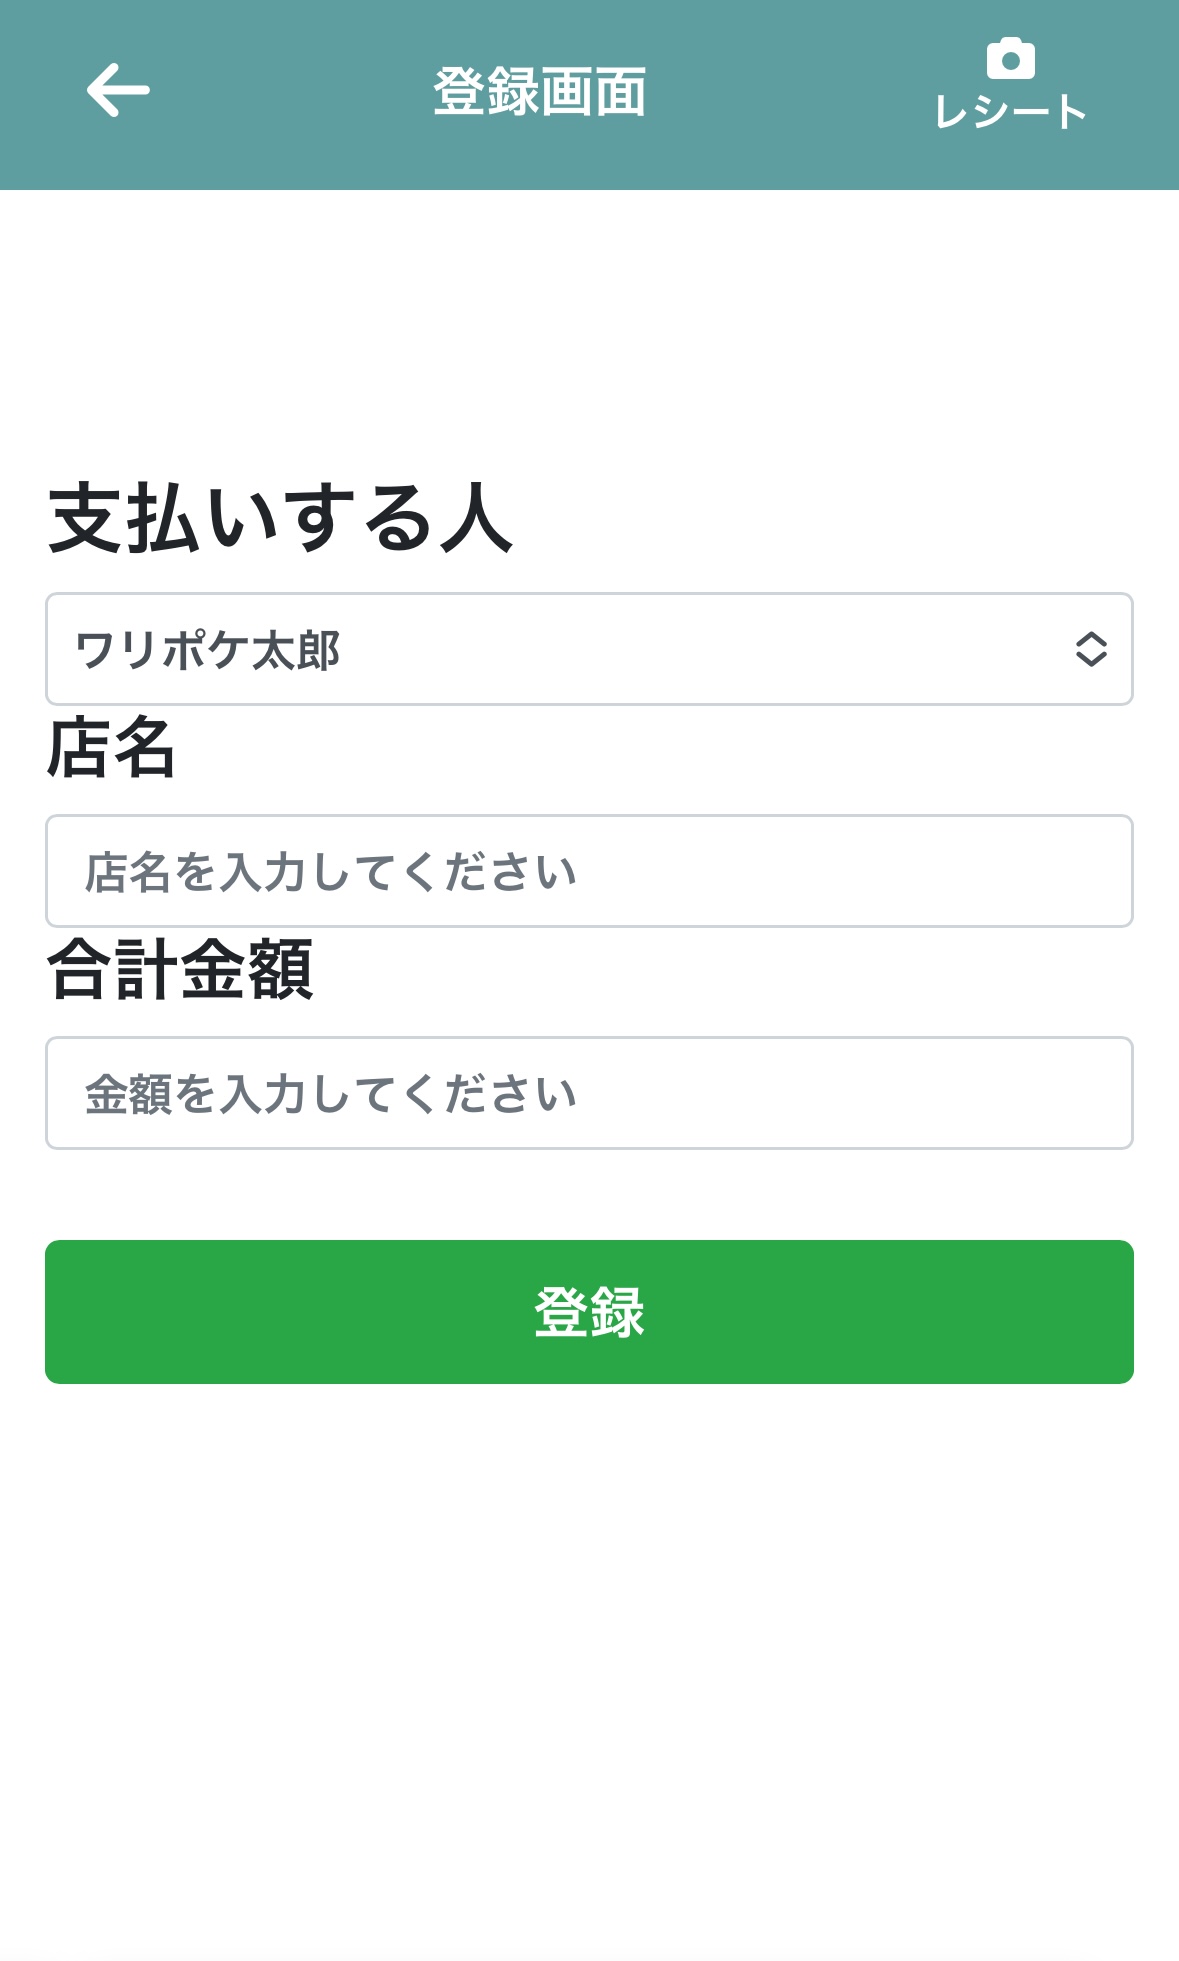 登録画面
レシート
支払いする人
ワリポケ太郎
店名
店名を入力してください
合計金額
金額を入力してください
登録